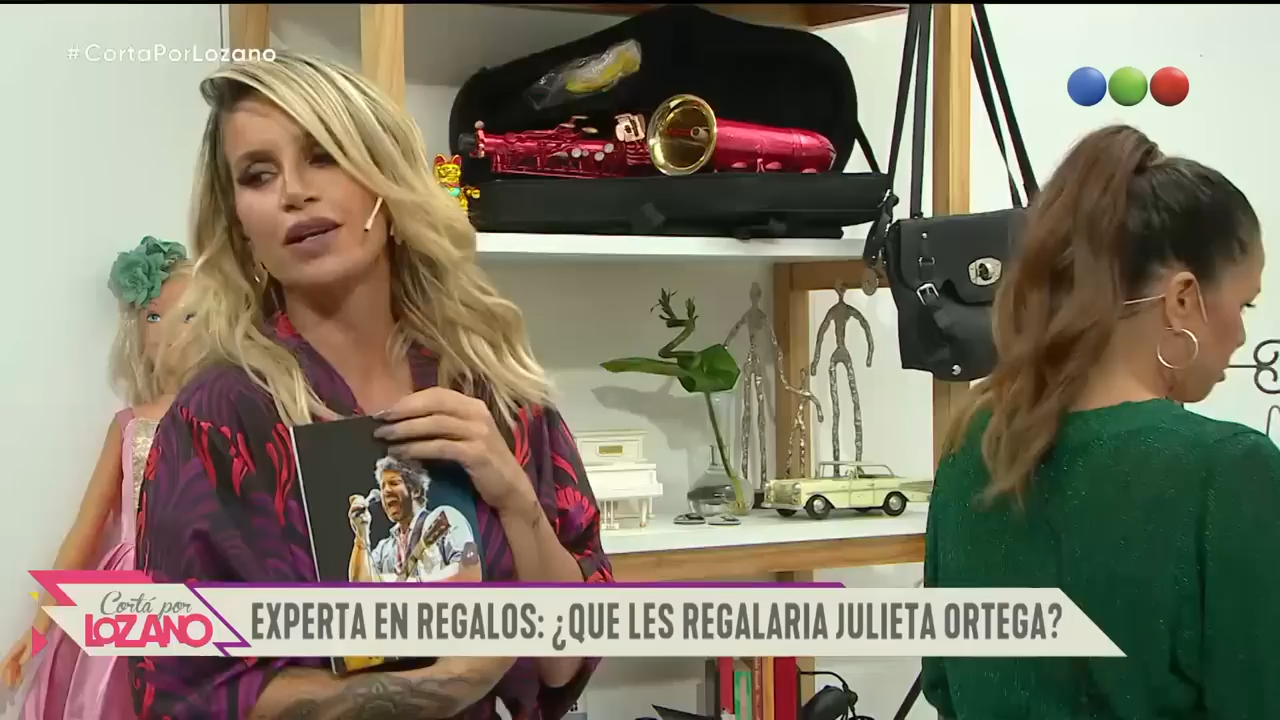 #CortaPorLozano
Cortá por
LOZANO
EXPERTA EN REGALOS: ¿QUE LES REGALARIA JULIETA ORTEGA?